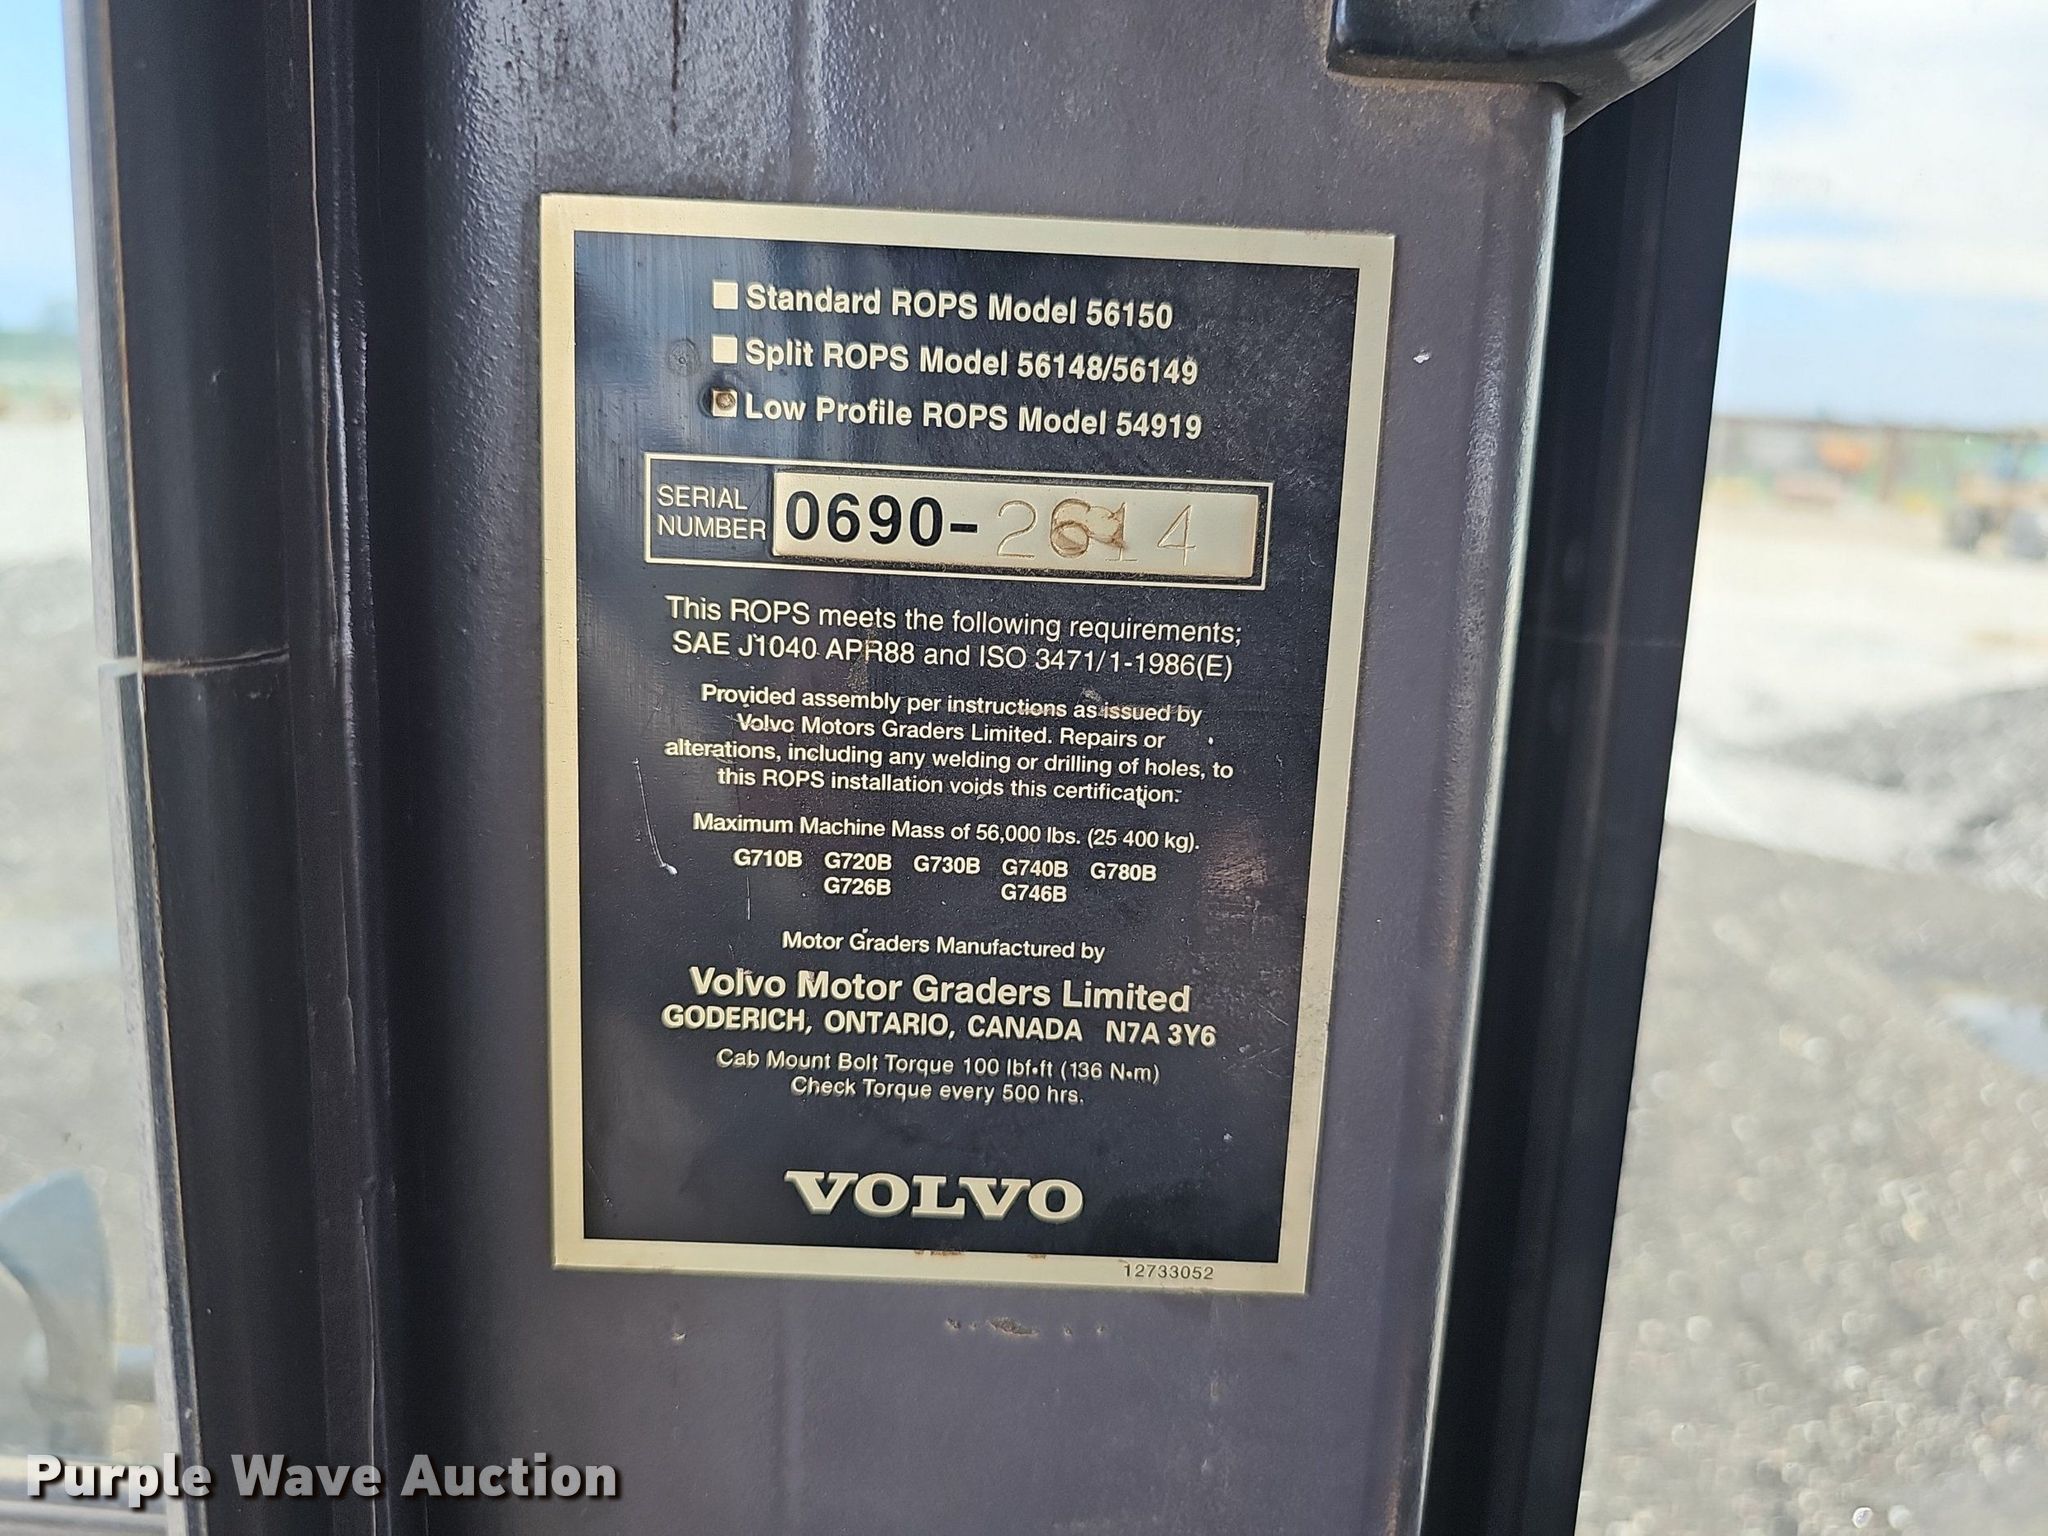 Standard ROPS Model 56150
Split ROPS Model 56148/56149
Low Profile ROPS Model 54919
SERIAL
NUMBER
0690-2614
This ROPS meets the following requirements;
SAE J1040 APR88 and ISO 3471/1-1986(E)
Provided assembly per instructions as issued by
Volvo Motors Graders Limited. Repairs or
alterations, including any welding or drilling of holes, to
this ROPS installation voids this certification.
Maximum Machine Mass of 56,000 lbs. (25 400 kg).
G710B G720B G730B G740B G780B
G726B G746B
Motor Graders Manufactured by
Volvo Motor Graders Limited
GODERICH, ONTARIO, CANADA N7A 3Y6
Cab Mount Bolt Torque 100 lbf•ft (136 N•m)
Check Torque every 500 hrs.
VOLVO
12733052
Purple Wave Auction